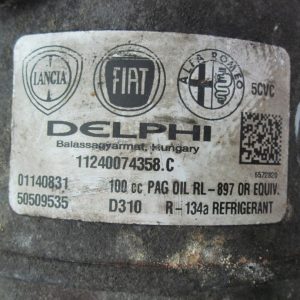 LANCIA FIAT ALFA ROMEO 5CVC
DELPHI
Balassagyarmat, Hungary
11240074358.C
6572820
01140831 100 cc PAG OIL RL-897 OR EQUIV.
50509535 D310 R-134a REFRIGERANT